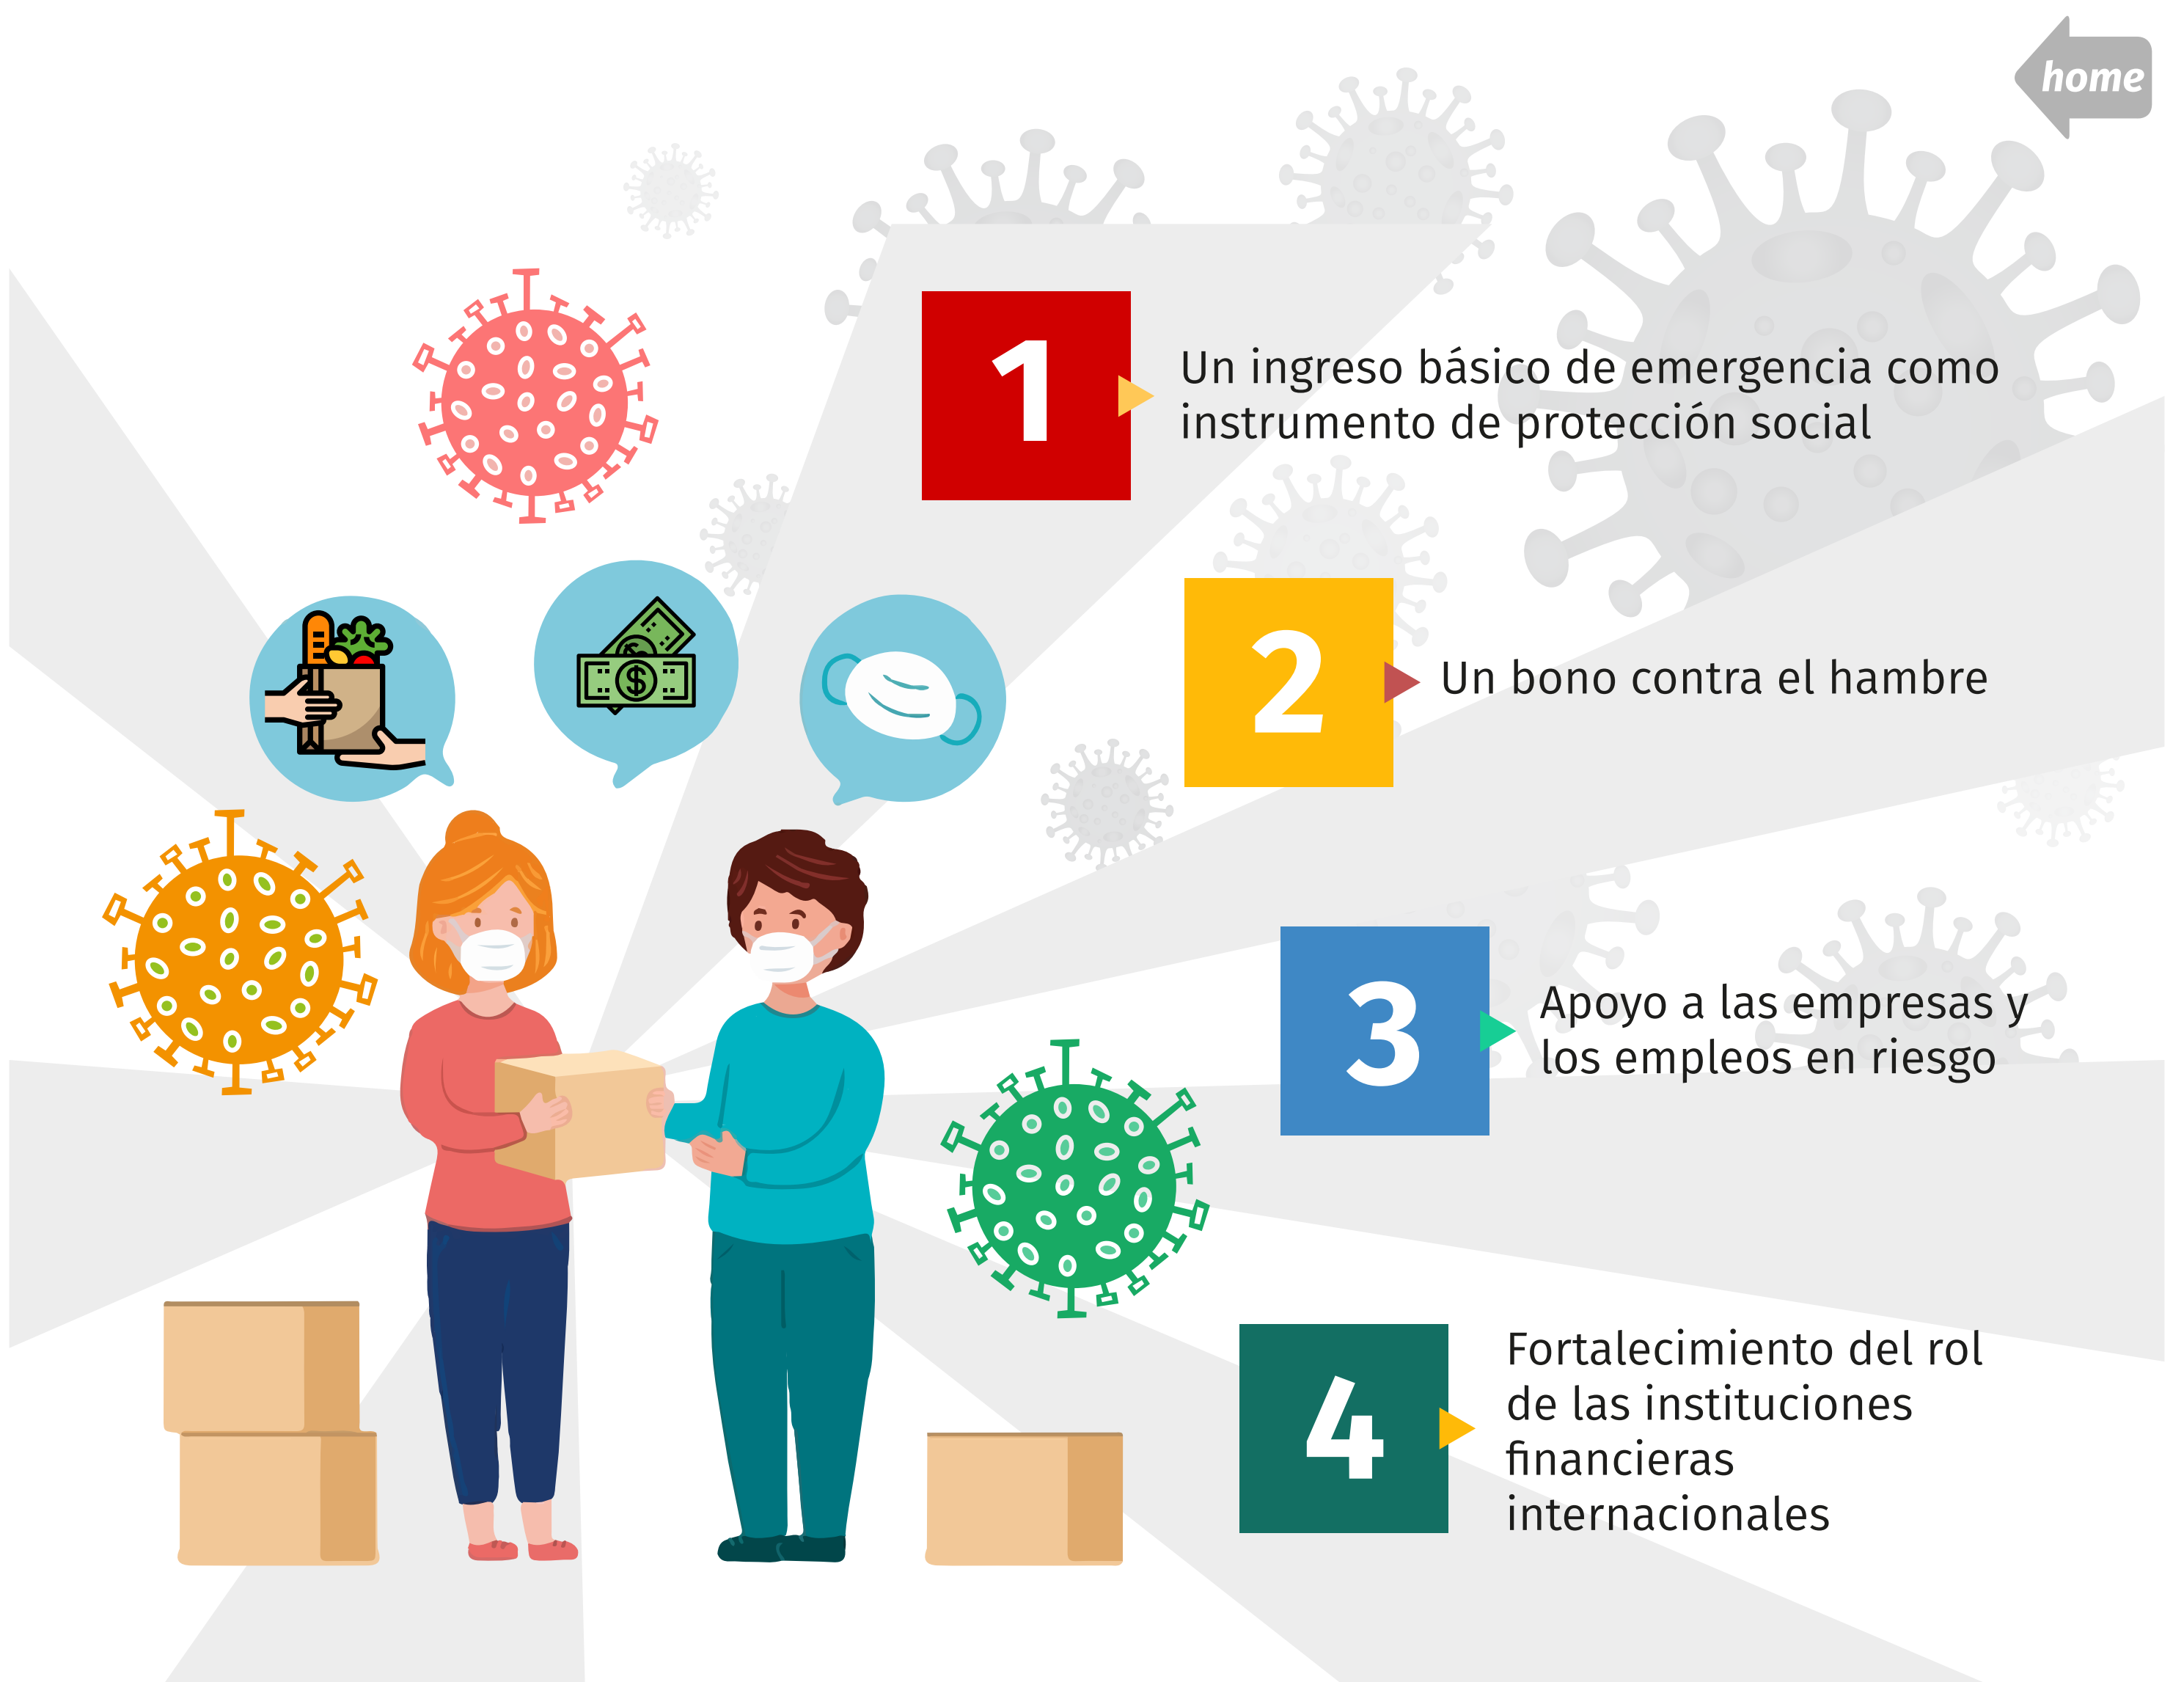 home
1
Un ingreso básico de emergencia como
instrumento de protección social
2
Un bono contra el hambre
3
Apoyo a las empresas y
los empleos en riesgo
4
Fortalecimiento del rol
de las instituciones
financieras
internacionales
$
$